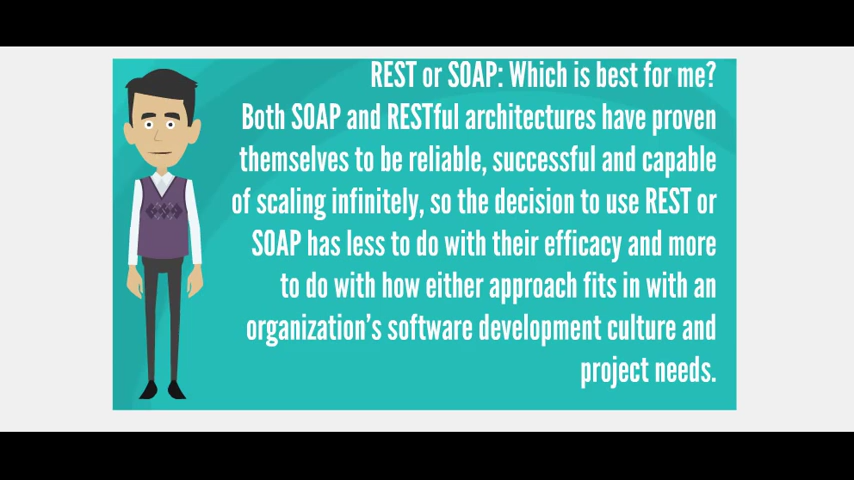 REST or SOAP: Which is best for me?
Both SOAP and RESTful architectures have proven
themselves to be reliable, successful and capable
of scaling infinitely, so the decision to use REST or
SOAP has less to do with their efficacy and more
to do with how either approach fits in with an
organization's software development culture and
project needs.